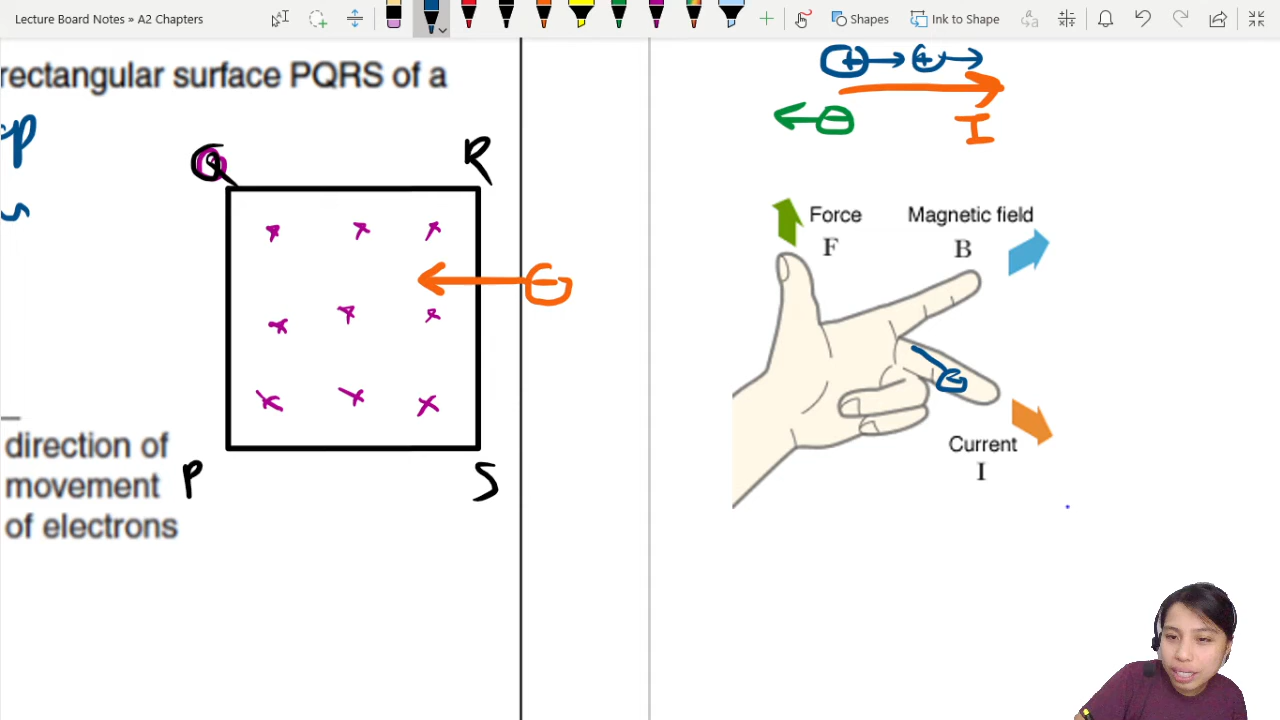 Lecture Board Notes » A2 Chapters
Shapes
Ink to Shape
rectangular surface PQRS of a
Q
R
P
S
direction of
movement
of electrons
+ +
I
Force
F
Magnetic field
B
Current
I